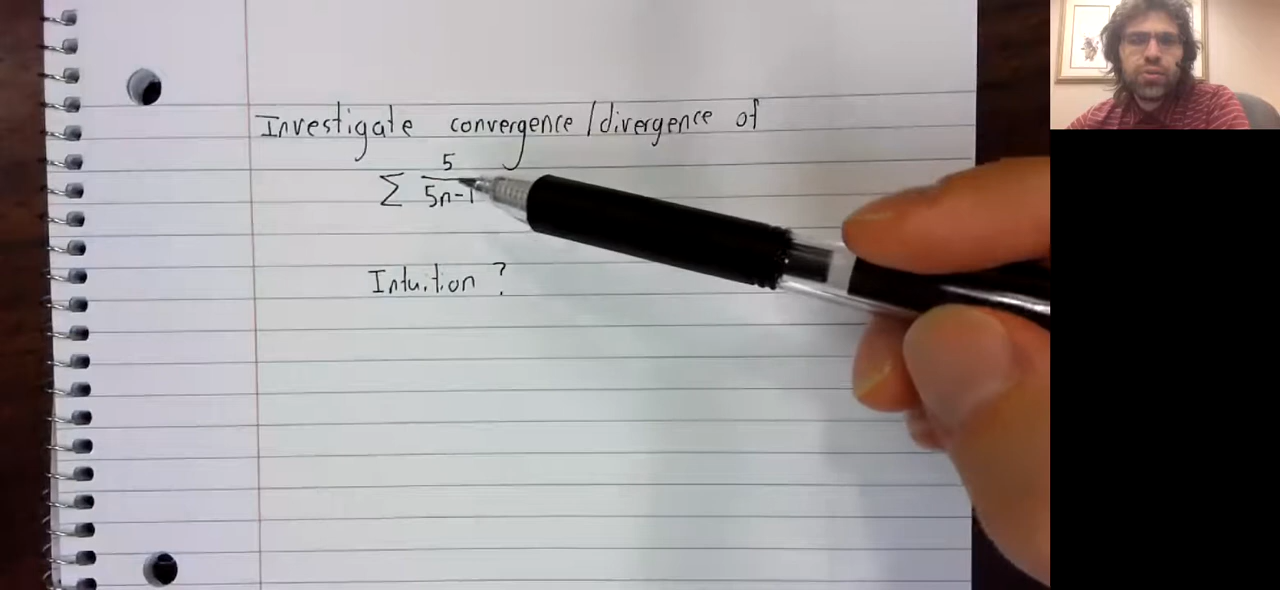 Investigate convergence / divergence of
∑ 5/(5n-1
Intuition ?